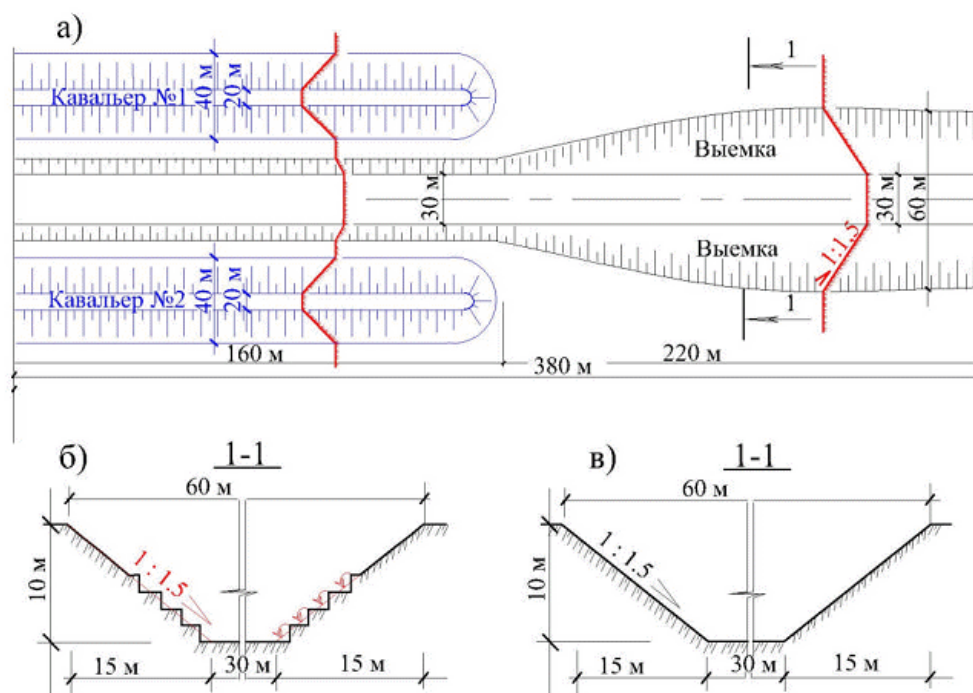 а)
Кавальер №1
40 м
20 м
1
Выемка
30 м
30 м
60 м
Выемка
1:1,5
Кавальер №2
40 м
20 м
1
160 м
220 м
380 м
б)
1-1
60 м
10 м
1 : 1.5
15 м
30 м
15 м
в)
1-1
60 м
10 м
1 : 1.5
15 м
30 м
15 м